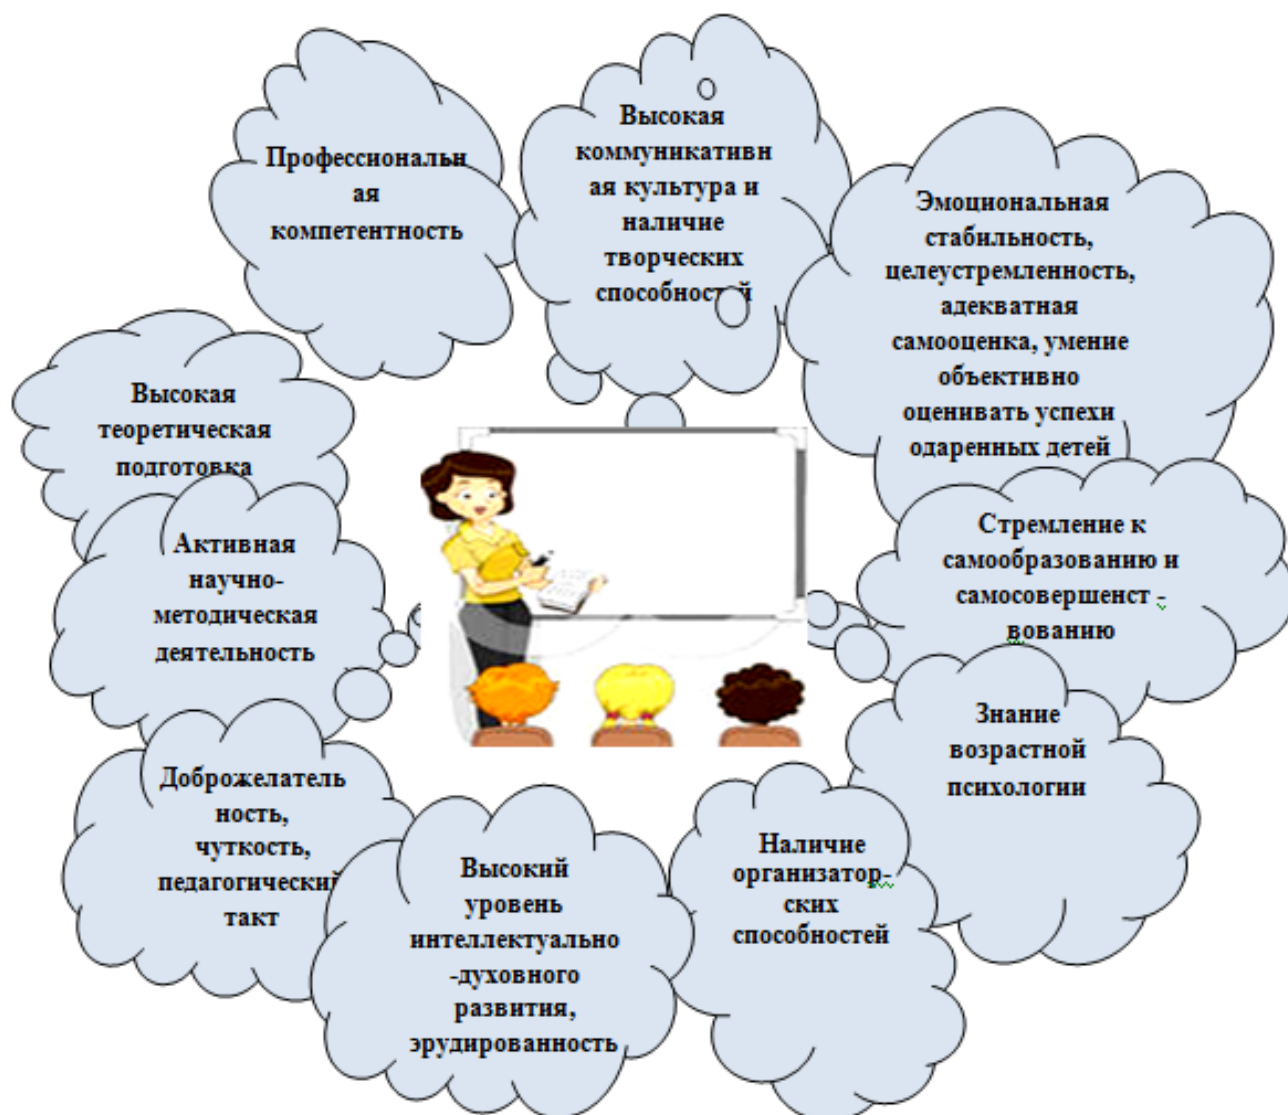 Профессиональн
ая
компетентность
Высокая
коммуникативн
ая культура и
наличие
творческих
способностей
Эмоциональная
стабильность,
целеустремленность,
адекватная
самооценка, умение
объективно
оценивать успехи
одаренных детей
Высокая
теоретическая
подготовка
Активная
научно-
методическая
деятельность
Стремление к
самообразованию и
самосовершенст -
вованию
Знание
возрастной
психологии
Доброжелатель
ность,
чуткость,
педагогический
такт
Высокий
уровень
интеллектуально
-духовного
развития,
эрудированность
Наличие
организатор-
ских
способностей